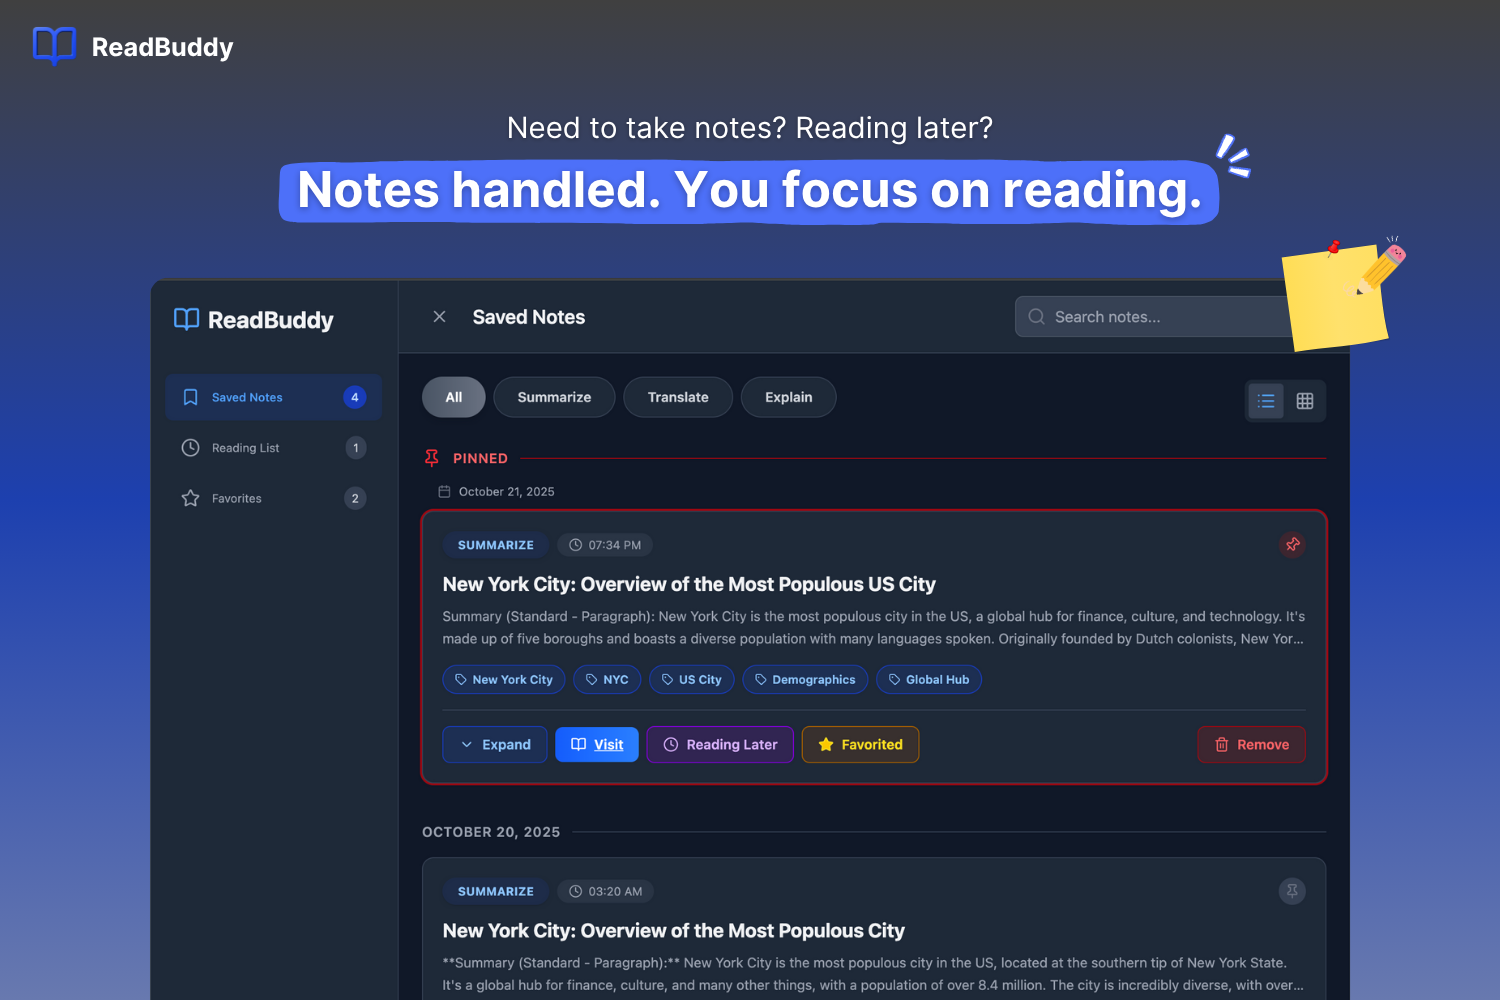 ReadBuddy
Need to take notes? Reading later?
Notes handled. You focus on reading.
ReadBuddy
Saved Notes
Search notes...
Saved Notes
4
Reading List
1
Favorites
2
All
Summarize
Translate
Explain
PINNED
October 21, 2025
SUMMARIZE
07:34 PM
New York City: Overview of the Most Populous US City
Summary (Standard - Paragraph): New York City is the most populous city in the US, a global hub for finance, culture, and technology. It's
made up of five boroughs and boasts a diverse population with many languages spoken. Originally founded by Dutch colonists, New Yor...
New York City
NYC
US City
Demographics
Global Hub
Expand
Visit
Reading Later
Favorited
Remove
OCTOBER 20, 2025
SUMMARIZE
03:20 AM
New York City: Overview of the Most Populous City
**Summary (Standard - Paragraph):** New York City is the most populous city in the US, located at the southern tip of New York State.
It's a global hub for finance, culture, and many other things, with a population of over 8.4 million. The city is incredibly diverse, with over...